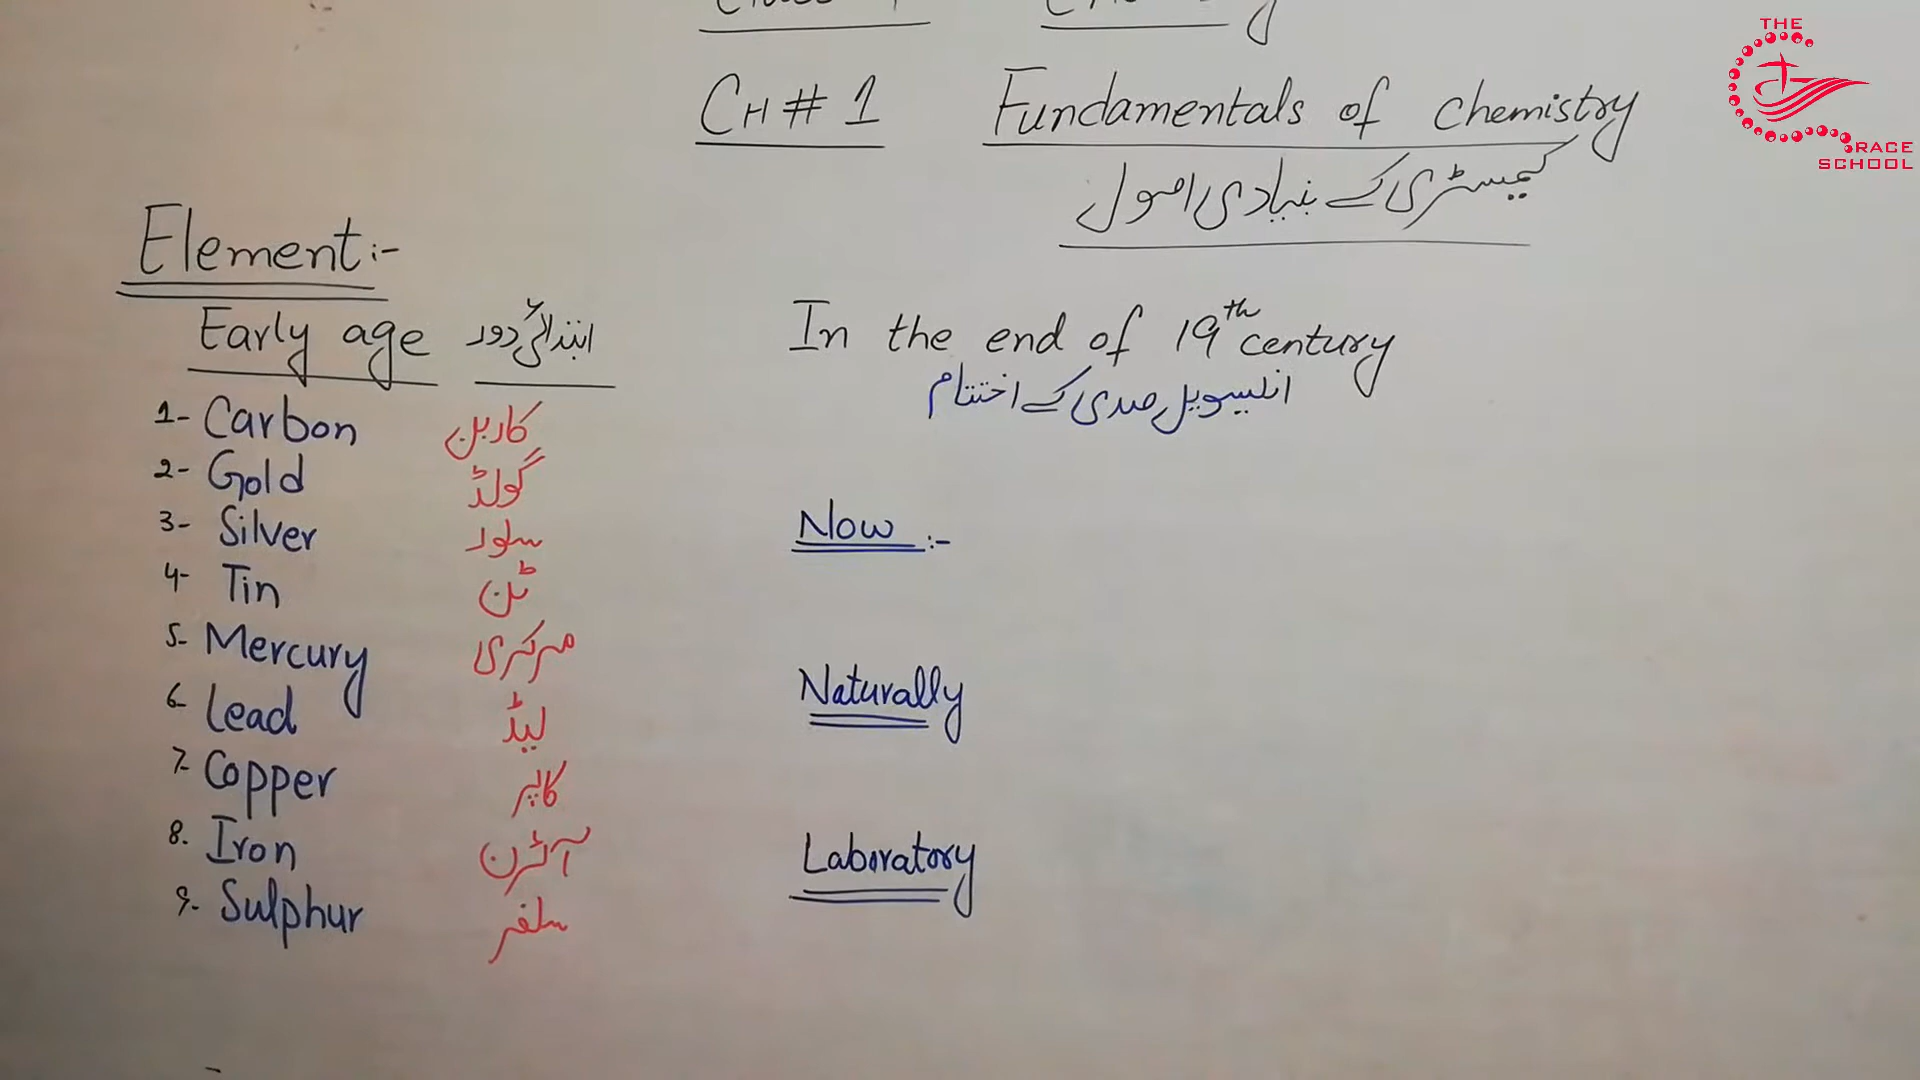 CH # 1 Fundamentals of Chemistry
کیمسٹری کے بنیادی اصول
Element:-
Early age ابتدائی دور
1- Carbon کاربن
2- Gold گولڈ
3- Silver سلور
4- Tin ٹن
5- Mercury مرکری
6- Lead لیڈ
7- Copper کاپر
8- Iron آئرن
9- Sulphur سلفر
In the end of 19th century
انیسویں صدی کے اختتام
Now :-
Naturally
Laboratory
THE
GRACE
SCHOOL